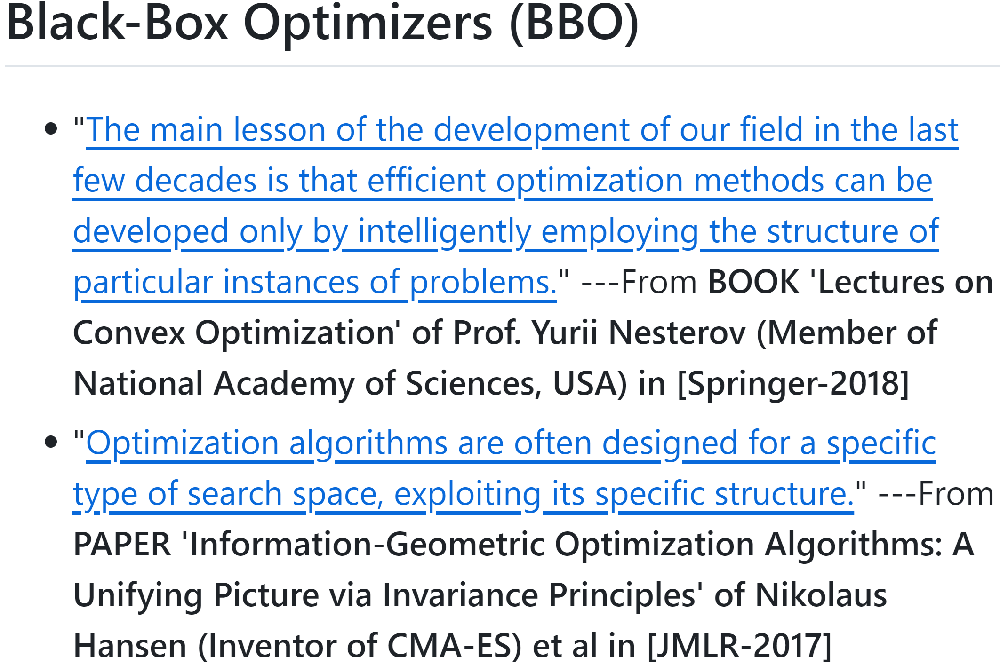 Black-Box Optimizers (BBO)
• "The main lesson of the development of our field in the last
few decades is that efficient optimization methods can be
developed only by intelligently employing the structure of
particular instances of problems." ---From BOOK 'Lectures on
Convex Optimization' of Prof. Yurii Nesterov (Member of
National Academy of Sciences, USA) in [Springer-2018]
• "Optimization algorithms are often designed for a specific
type of search space, exploiting its specific structure." ---From
PAPER 'Information-Geometric Optimization Algorithms: A
Unifying Picture via Invariance Principles' of Nikolaus
Hansen (Inventor of CMA-ES) et al in [JMLR-2017]